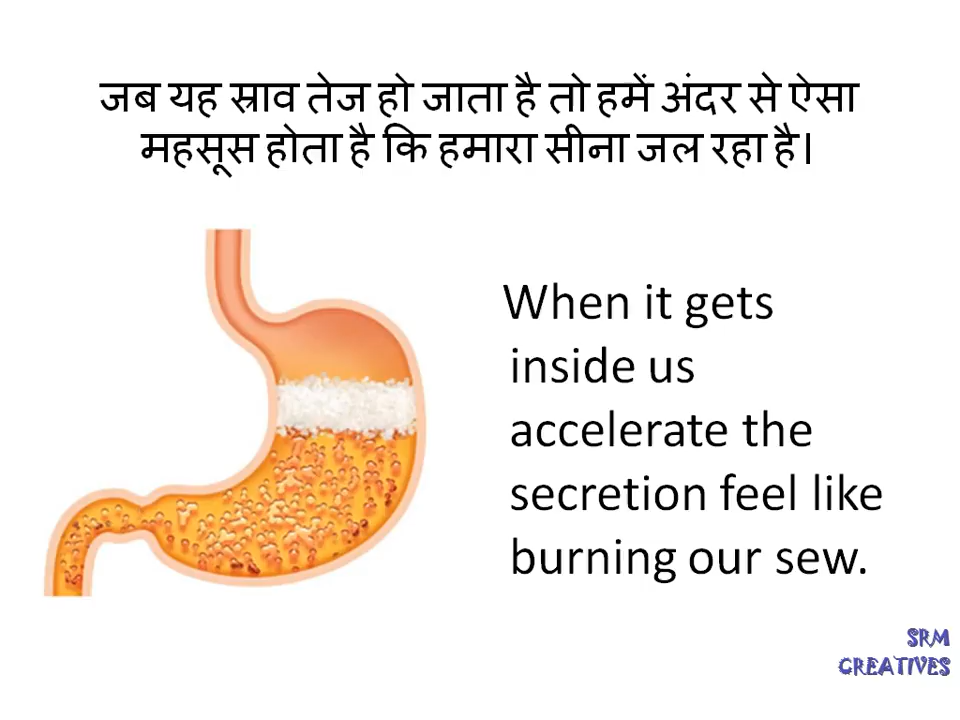 जब यह स्राव तेज हो जाता है तो हमें अंदर से ऐसा
महसूस होता है कि हमारा सीना जल रहा है।
When it gets
inside us
accelerate the
secretion feel like
burning our sew.
SRM
CREATIVES